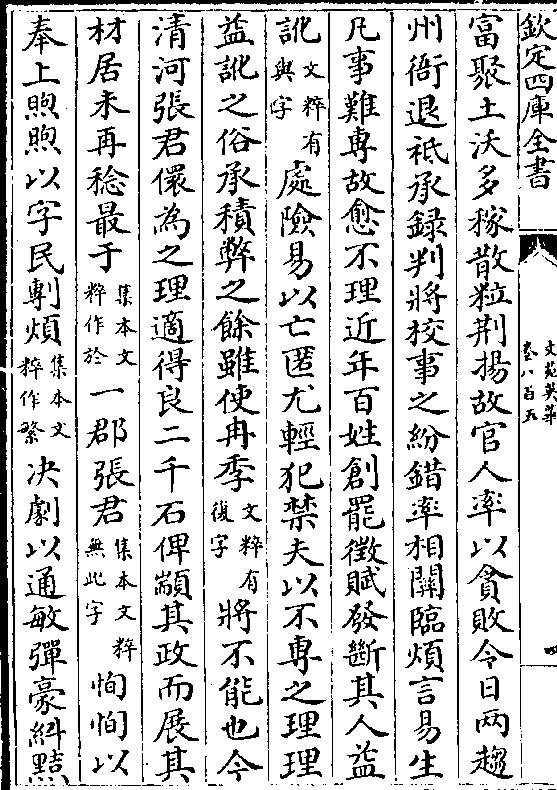 欽定四庫全書
文苑英華
卷八百五
四
富聚土沃多稼散粒荆揚故官人率以貪敗今日两趨
州衙退祗承録判將校事之紛錯率相關臨煩言易生
凡事難專故愈不理近年百姓創罷徵賦發斷其人益
訛文粹有與字處險易以亡匿尤輕犯禁夫以不專之理理
益訛之俗承積弊之餘雖使冉季文粹有復字將不能也今
清河張君儇為之理適得良二千石俾顓其政而展其
材居未再稔最于集本文粹作於一郡張君集本文粹無此字恂恂以
奉上煦煦以字民剸煩集本文粹作繁決劇以通敏彈豪糾黠